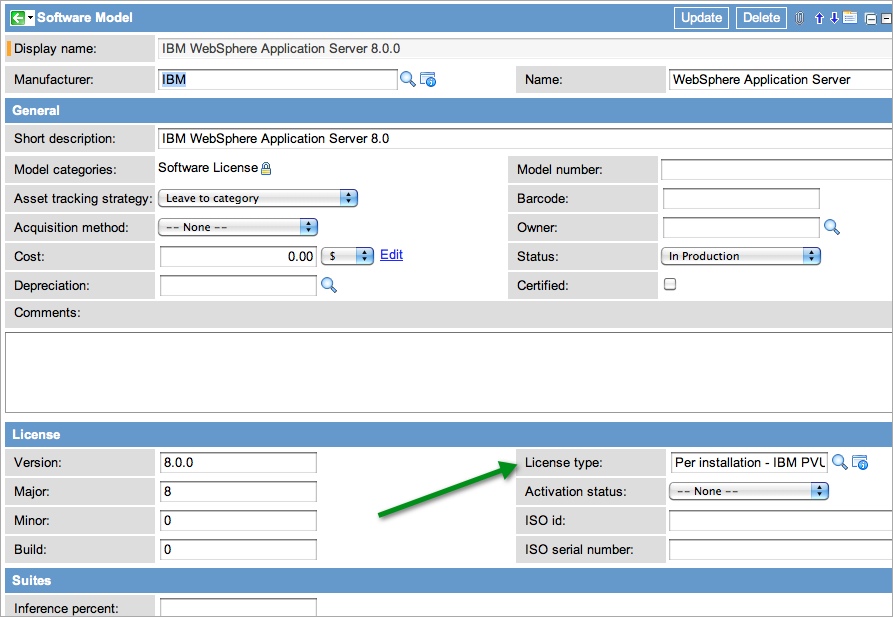 Software Model Update Delete
Display name: IBM WebSphere Application Server 8.0.0
Manufacturer: IBM Name: WebSphere Application Server
General
Short description: IBM WebSphere Application Server 8.0
Model categories: Software License Model number:
Asset tracking strategy: Leave to category Barcode:
Acquisition method: -- None -- Owner:
Cost: 0.00 $ Edit Status: In Production
Depreciation: Certified:
Comments:
License
Version: 8.0.0 License type: Per installation - IBM PVU
Major: 8 Activation status: -- None --
Minor: 0 ISO id:
Build: 0 ISO serial number:
Suites
Inference percent: